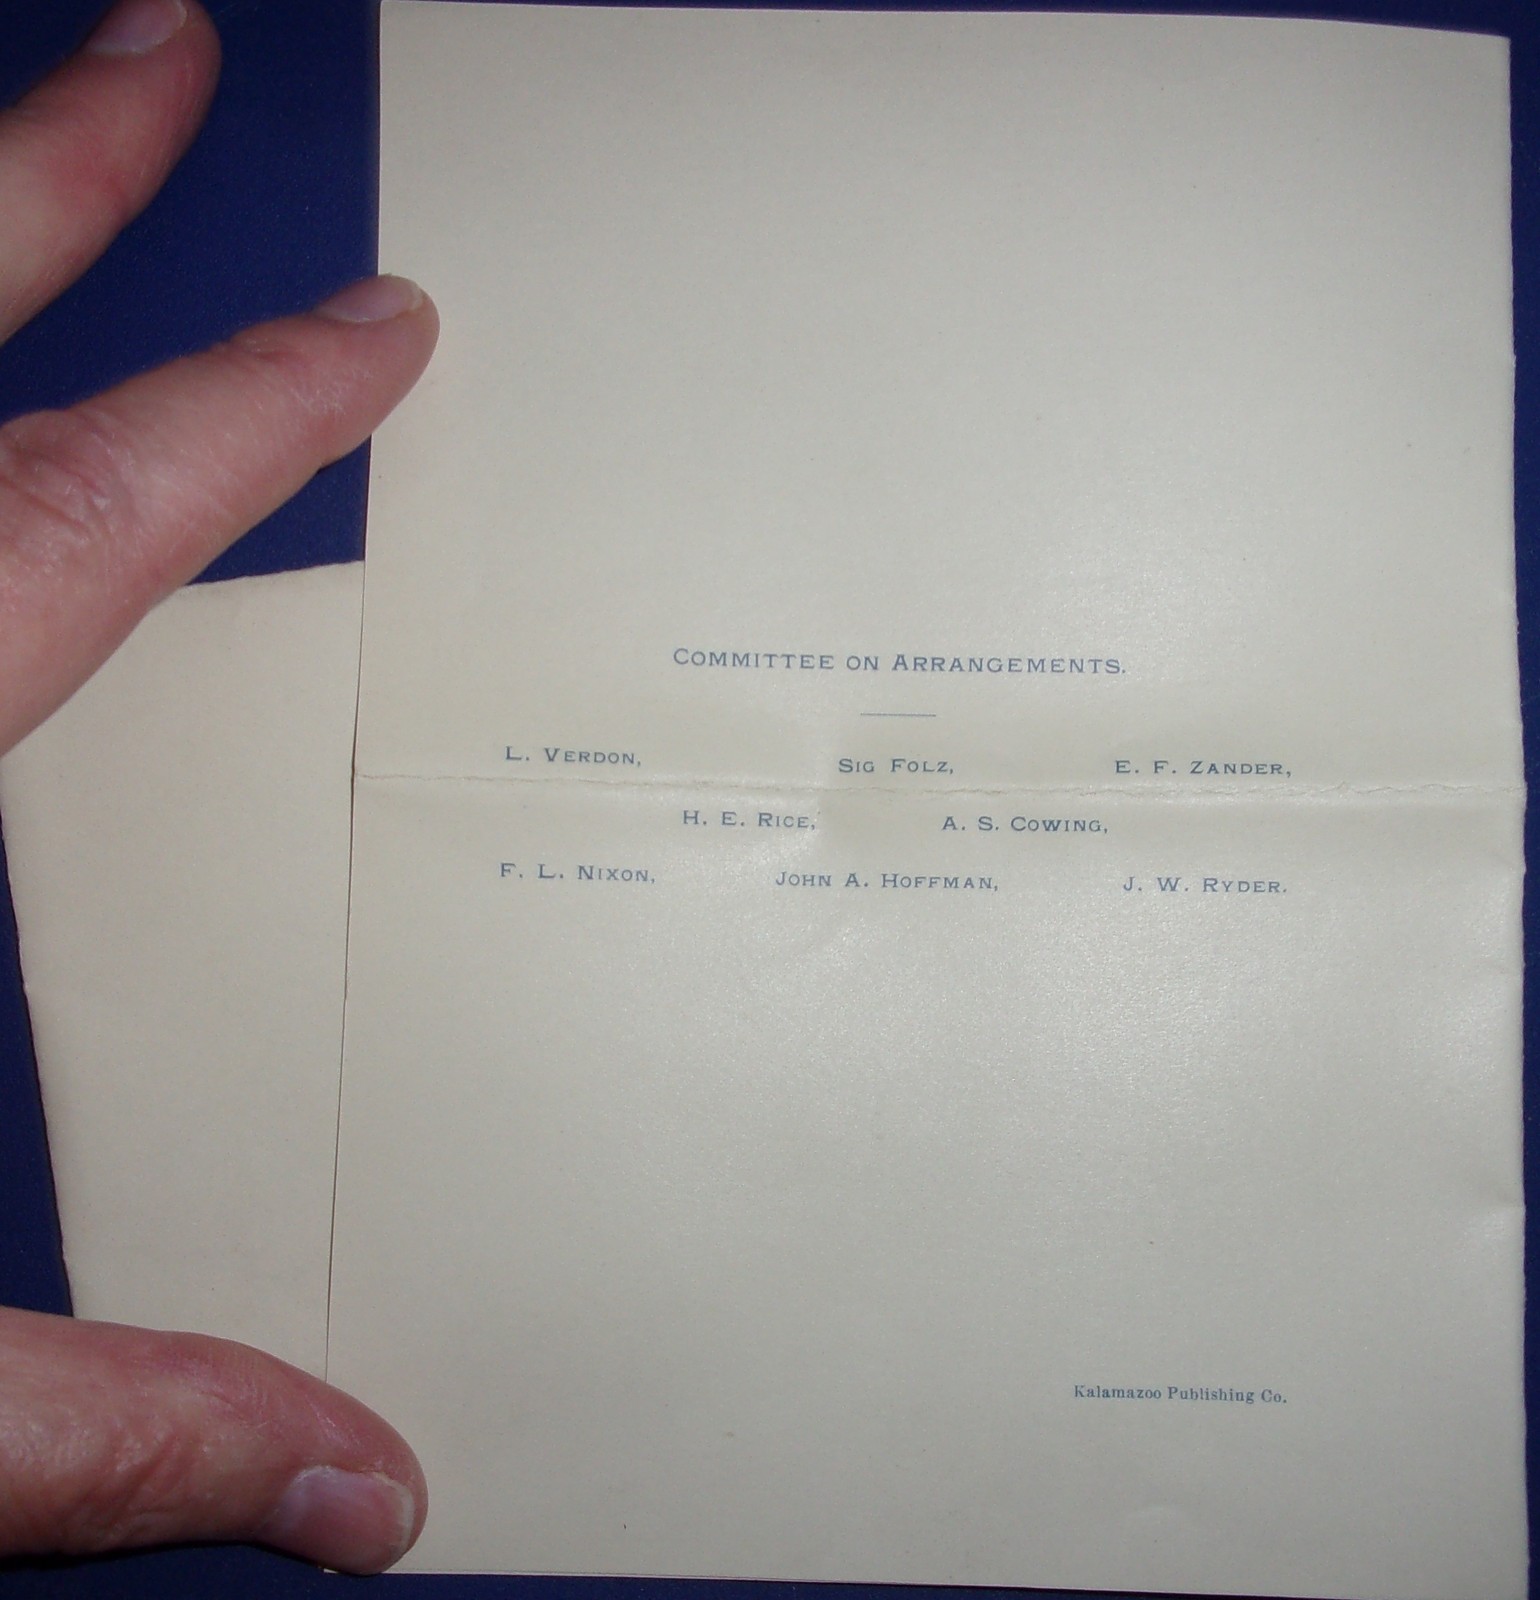 COMMITTEE ON ARRANGEMENTS.
L. VERDON, SIG FOLZ, E. F. ZANDER,
H. E. RICE, A. S. COWING,
F. L. NIXON, JOHN A. HOFFMAN, J. W. RYDER.
Kalamazoo Publishing Co.